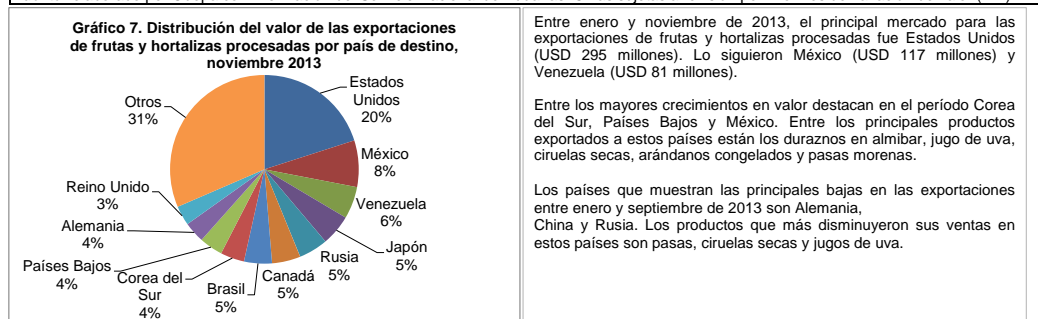 Gráfico 7. Distribución del valor de las exportaciones
de frutas y hortalizas procesadas por país de destino,
noviembre 2013
Estados
Unidos
20%
México
8%
Venezuela
6%
Japón
5%
Rusia
5%
Canadá
5%
Brasil
5%
Corea del
Sur
4%
Países Bajos
4%
Alemania
4%
Reino Unido
3%
Otros
31%
Entre enero y noviembre de 2013, el principal mercado para las
exportaciones de frutas y hortalizas procesadas fue Estados Unidos
(USD 295 millones). Lo siguieron México (USD 117 millones) y
Venezuela (USD 81 millones).
Entre los mayores crecimientos en valor destacan en el período Corea
del Sur, Países Bajos y México. Entre los principales productos
exportados a estos países están los duraznos en almibar, jugo de uva,
ciruelas secas, arándanos congelados y pasas morenas.
Los países que muestran las principales bajas en las exportaciones
entre enero y septiembre de 2013 son Alemania,
China y Rusia. Los productos que más disminuyeron sus ventas en
estos países son pasas, ciruelas secas y jugos de uva.